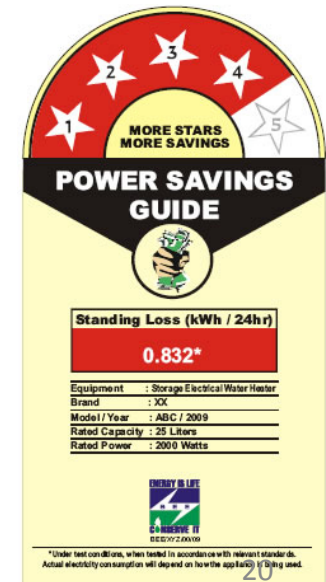 1 2 3 4 5
MORE STARS
MORE SAVINGS
POWER SAVINGS
GUIDE
Standing Loss (kWh / 24hr)
0.832*
Equipment : Storage Electrical Water Heater
Brand : XX
Model / Year : ABC / 2009
Rated Capacity : 25 Liters
Rated Power : 2000 Watts
ENERGY IS LIFE
CONSERVE IT
BEE/XYZ/00/09
*Under test conditions, when tested in accordance with relevant standards.
Actual electricity consumption will depend on how the appliance is being used.
20